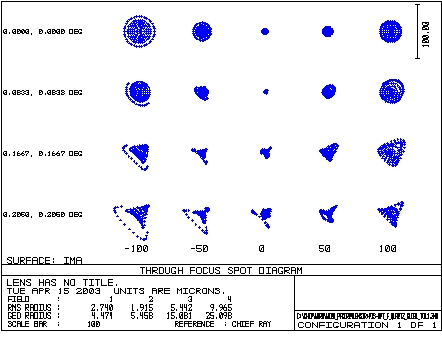 0.0000, 0.0000 DEG
100.00
0.0833, 0.0833 DEG
0.1667, 0.1667 DEG
0.2050, 0.2050 DEG
-100 -50 0 50 100
SURFACE: IMA
THROUGH FOCUS SPOT DIAGRAM
LENS HAS NO TITLE.
TUE APR 15 2003 UNITS ARE MICRONS.
FIELD : 1 2 3 4
RMS RADIUS : 2.740 1.915 5.442 9.965
GEO RADIUS : 4.471 5.458 15.081 25.098
SCALE BAR : 100 REFERENCE : CHIEF RAY
CONFIGURATION 1 OF 1